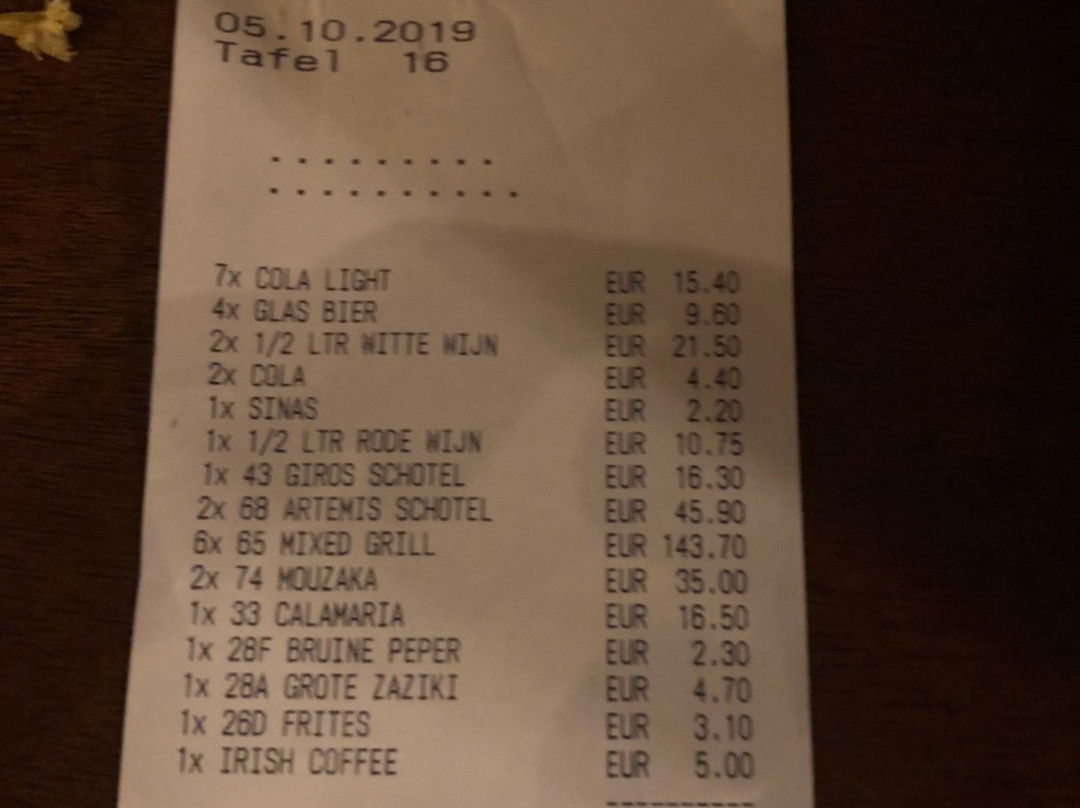 05.10.2019
Tafel 16
.........
..........
7x COLA LIGHT EUR 15.40
4x GLAS BIER EUR 9.60
2x 1/2 LTR WITTE WIJN EUR 21.50
2x COLA EUR 4.40
1x SINAS EUR 2.20
1x 1/2 LTR RODE WIJN EUR 10.75
1x 43 GIROS SCHOTEL EUR 16.30
2x 68 ARTEMIS SCHOTEL EUR 45.90
6x 65 MIXED GRILL EUR 143.70
2x 74 MOUZAKA EUR 35.00
1x 33 CALAMARIA EUR 16.50
1x 28F BRUINE PEPER EUR 2.30
1x 28A GROTE ZAZIKI EUR 4.70
1x 26D FRITES EUR 3.10
1x IRISH COFFEE EUR 5.00
----------